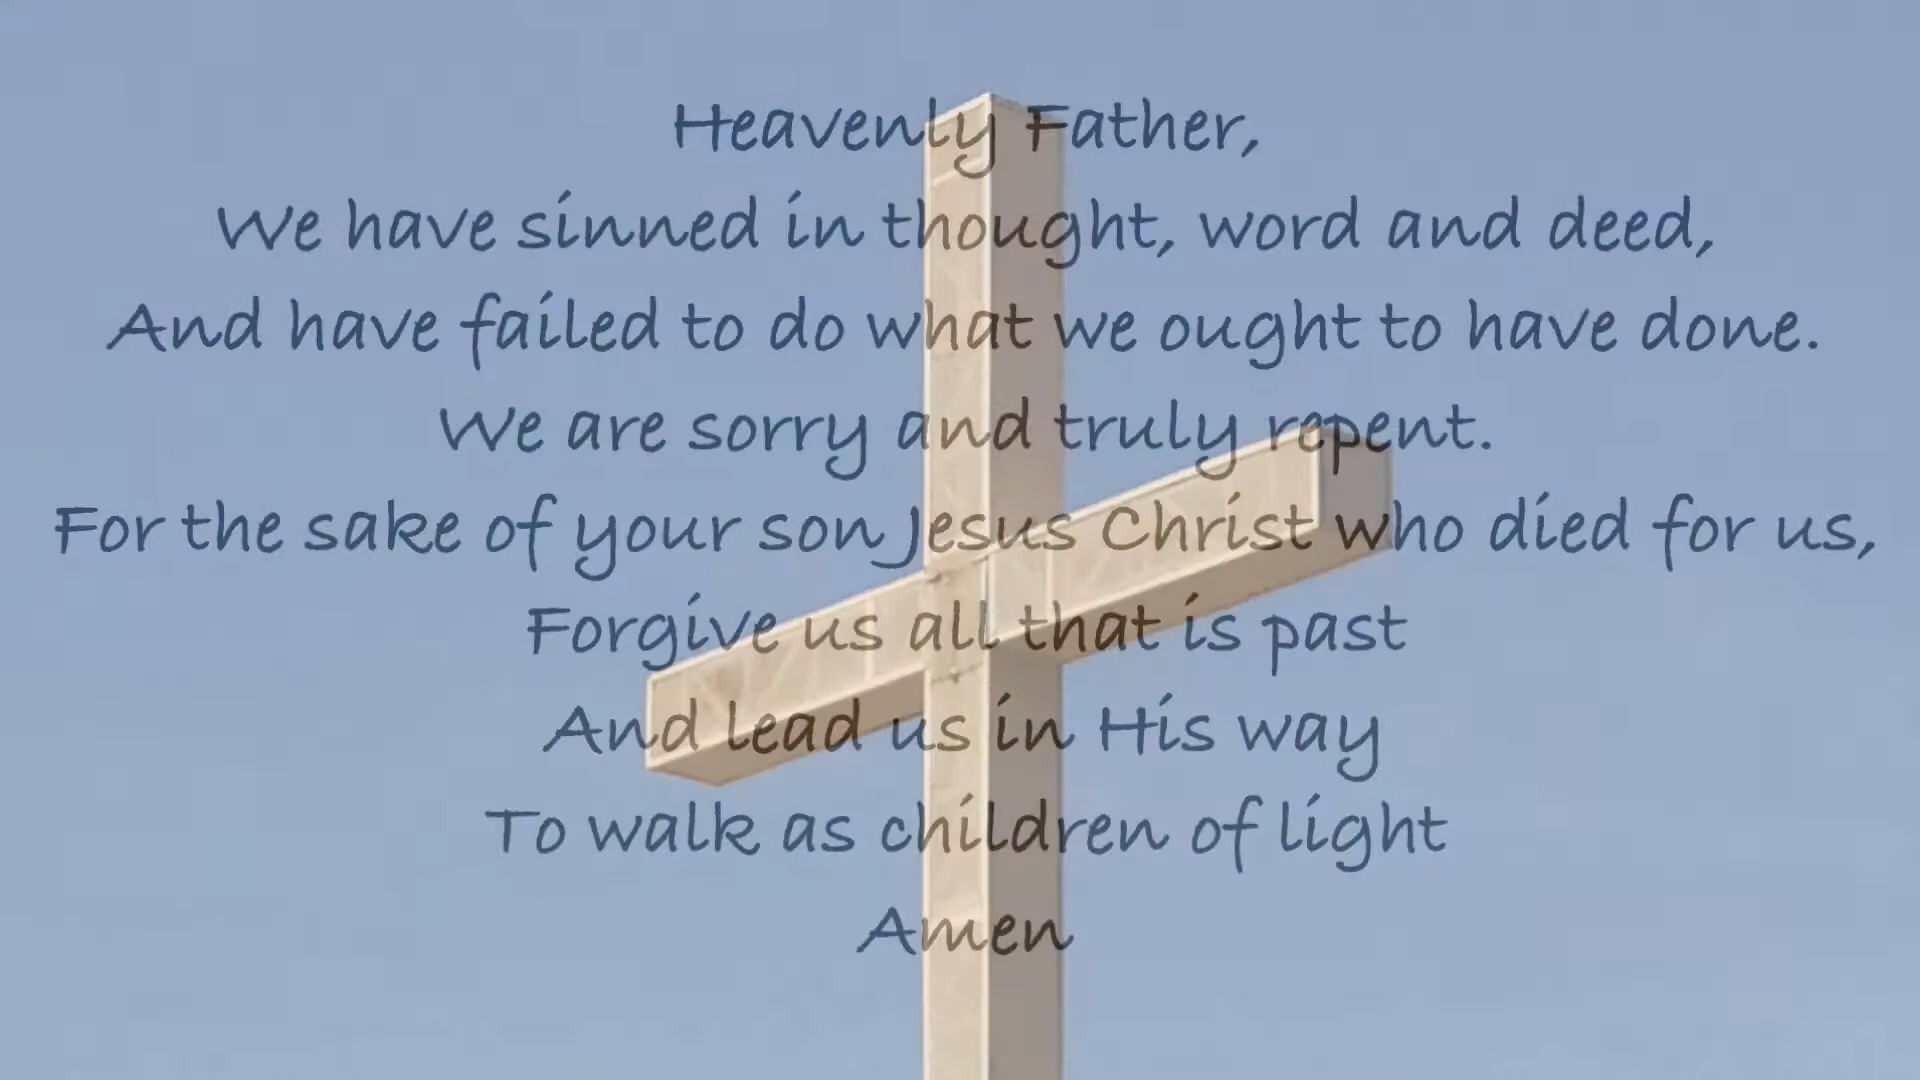 Heavenly Father,
We have sinned in thought, word and deed,
And have failed to do what we ought to have done.
We are sorry and truly repent.
For the sake of your son Jesus Christ who died for us,
Forgive us all that is past
And lead us in His way
To walk as children of light
Amen